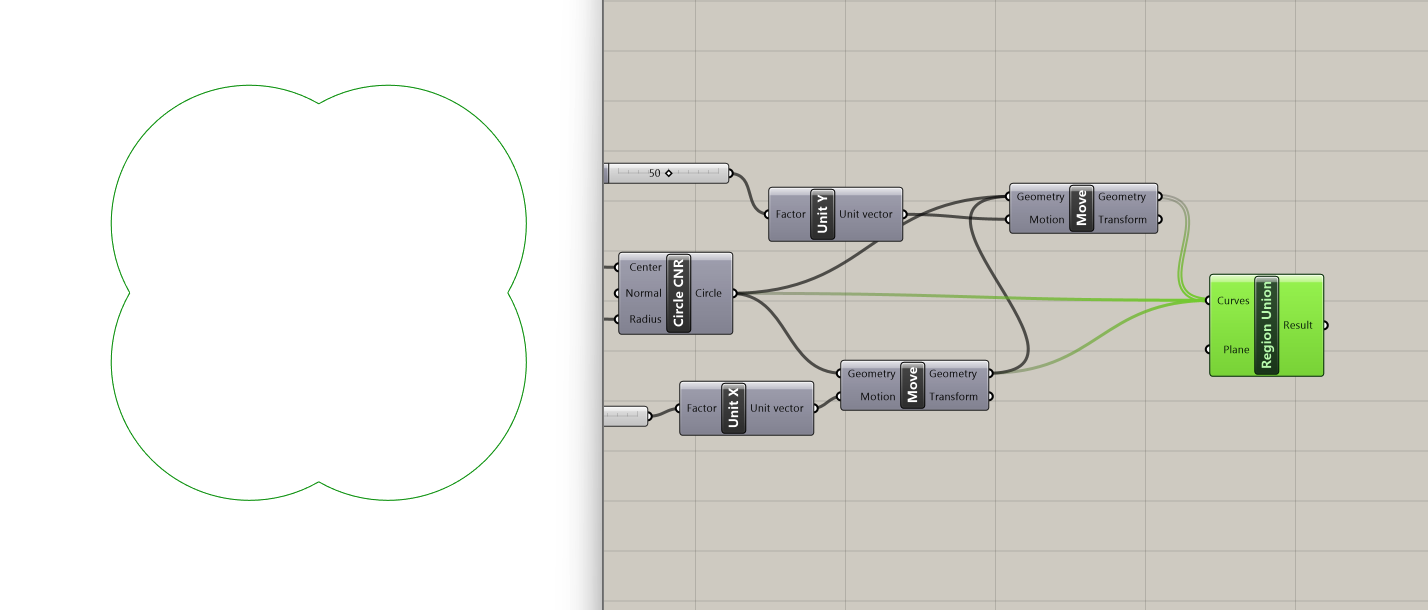 50
Factor
Unit Y
Unit vector
Geometry
Motion
Move
Geometry
Transform
Center
Normal
Radius
Circle CNR
Circle
Curves
Plane
Region Union
Result
Geometry
Motion
Move
Geometry
Transform
Factor
Unit X
Unit vector